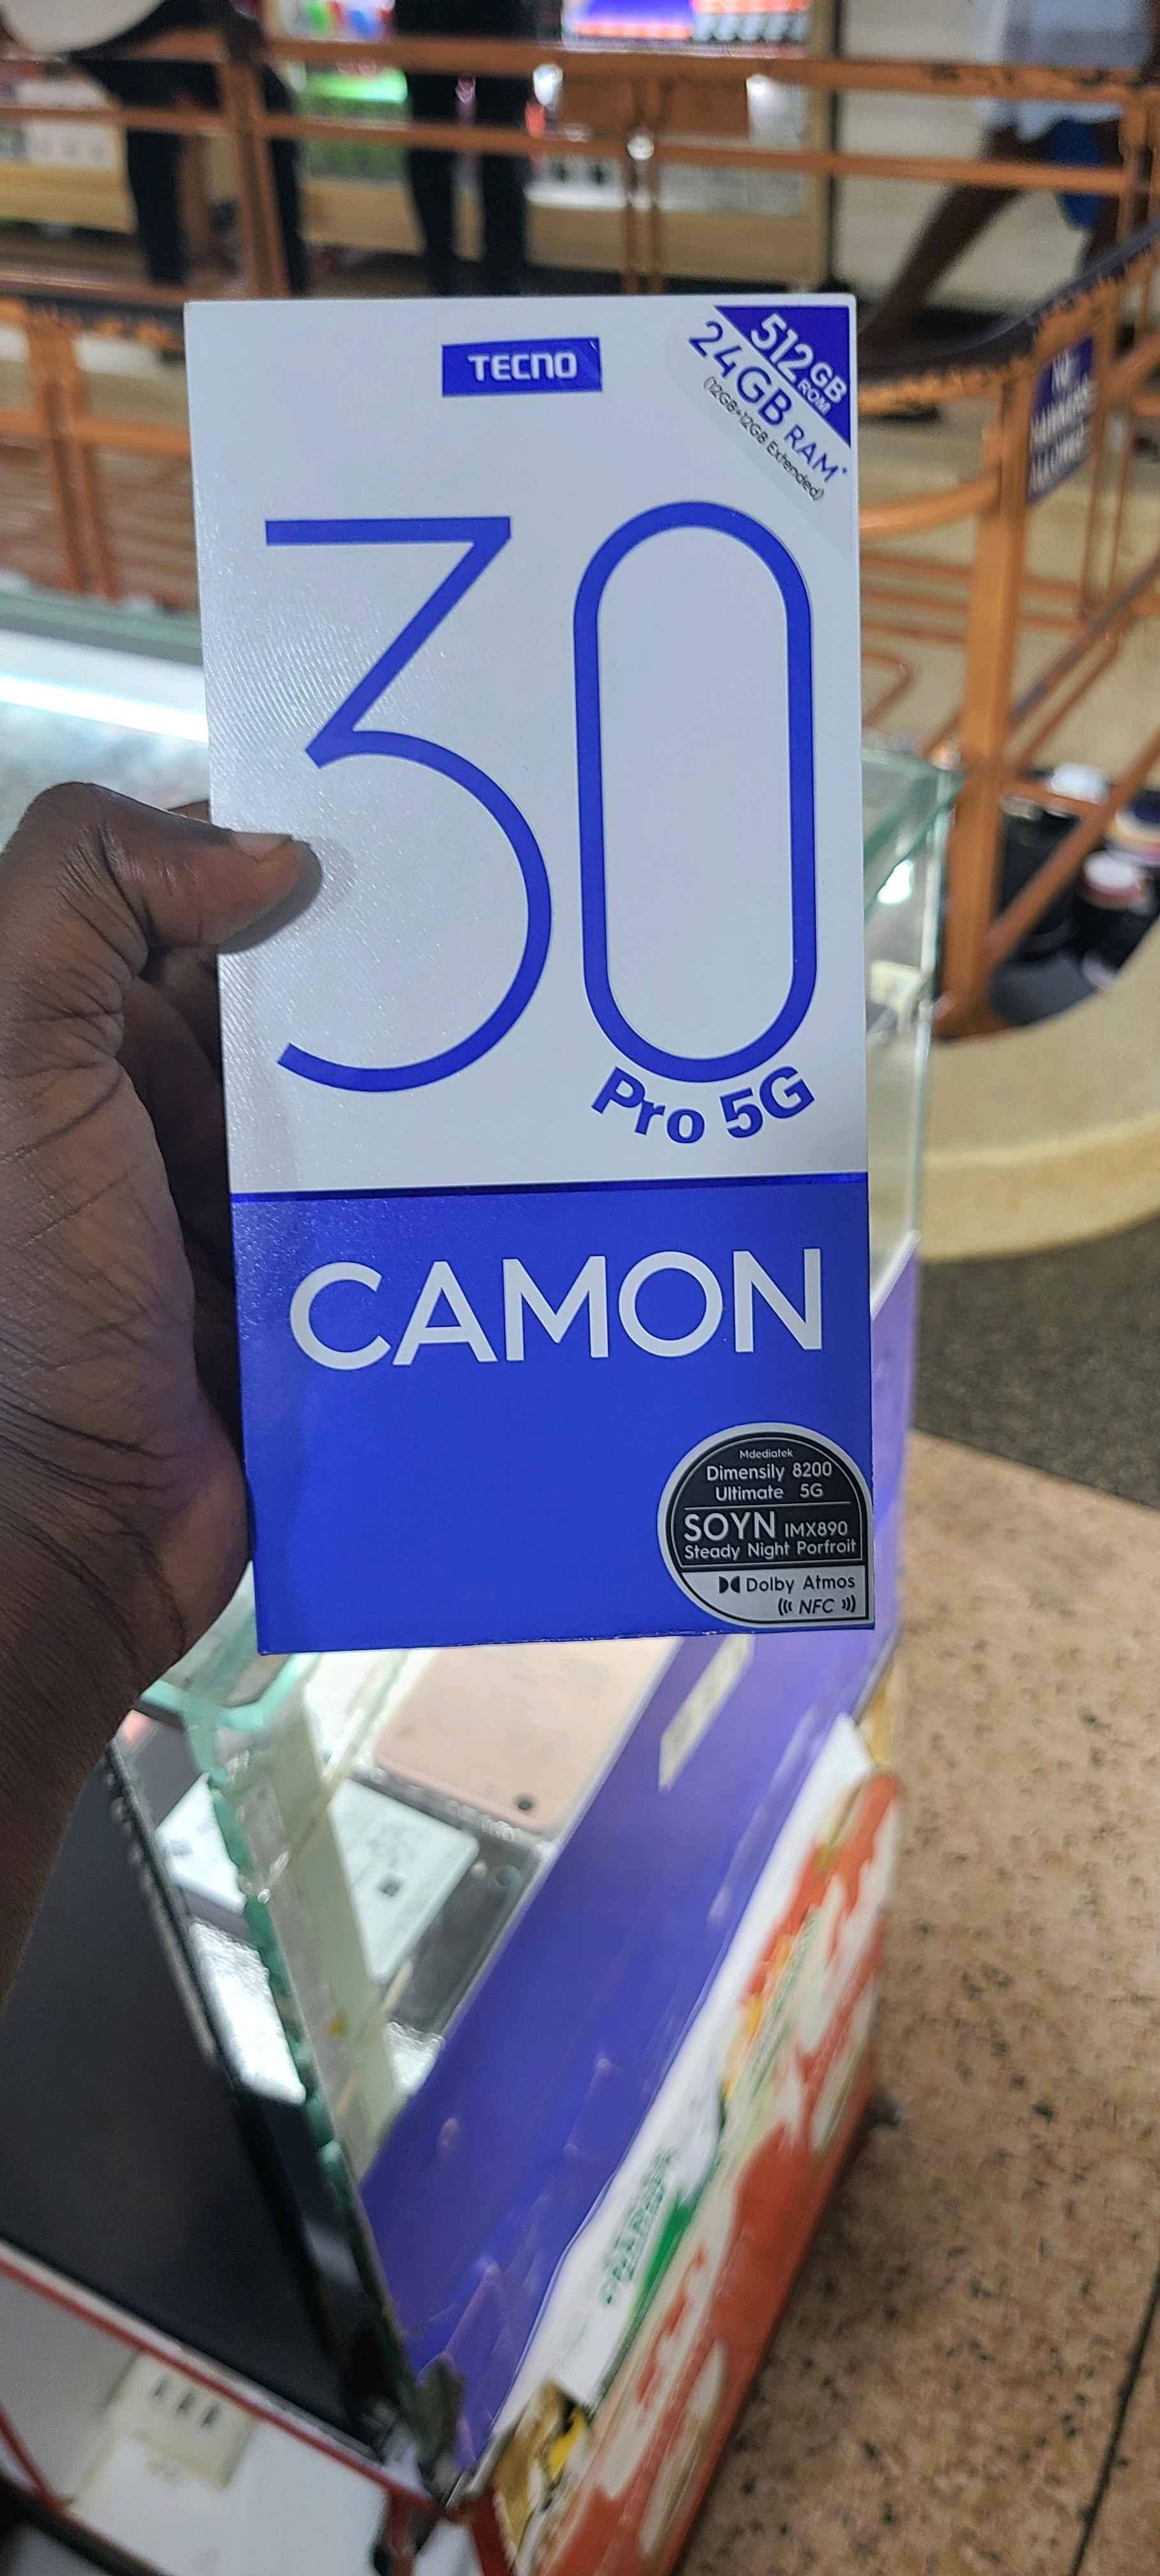 TECNO
512GB
ROM
24GB RAM*
(12GB+12GB Extended)
30
Pro 5G
CAMON
Mdediatek
Dimensily 8200
Ultimate 5G
SOYN IMX890
Steady Night Porfroit
Dolby Atmos
((( NFC )))